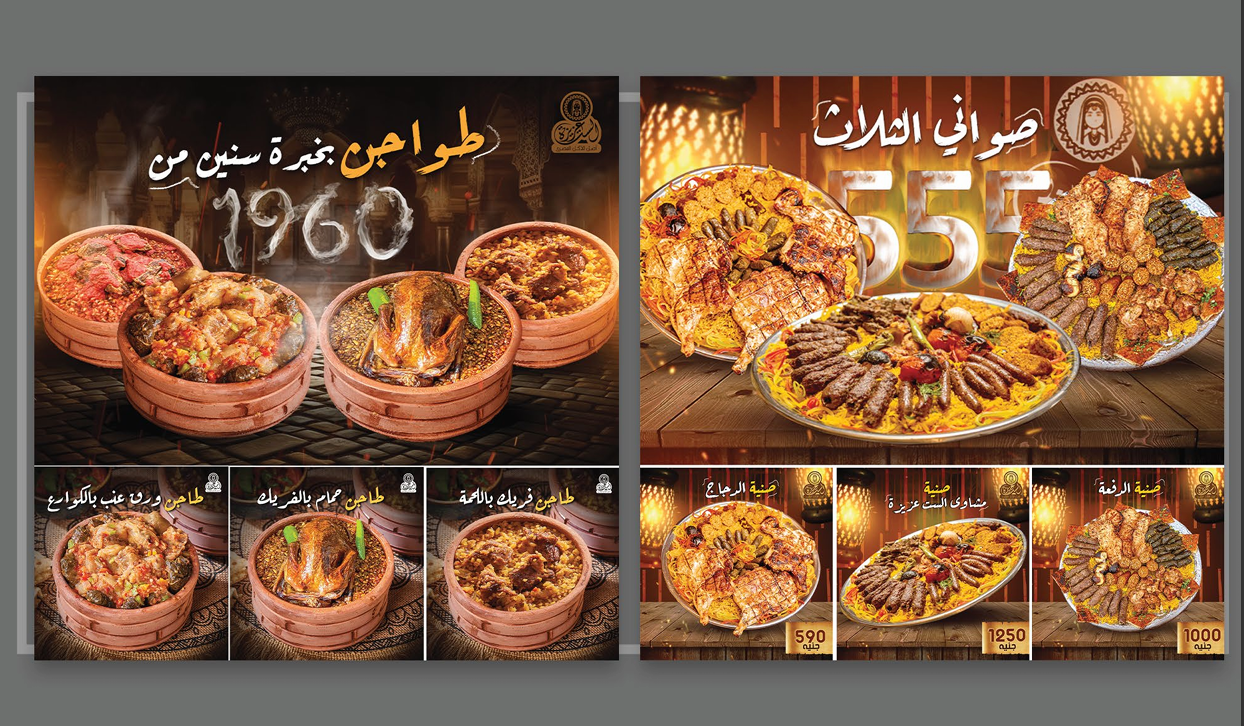 طواجن بخبرة سنين من
1960
طاجن ورق عنب بالكوارع
طاجن حمام بالفريك
طاجن فريك باللحمة
صواني الثلاث
555
صنية الدجاج
590
جنيه
صنية
مشاوى الست عزيزة
1250
جنيه
صنية الرفعة
1000
جنيه